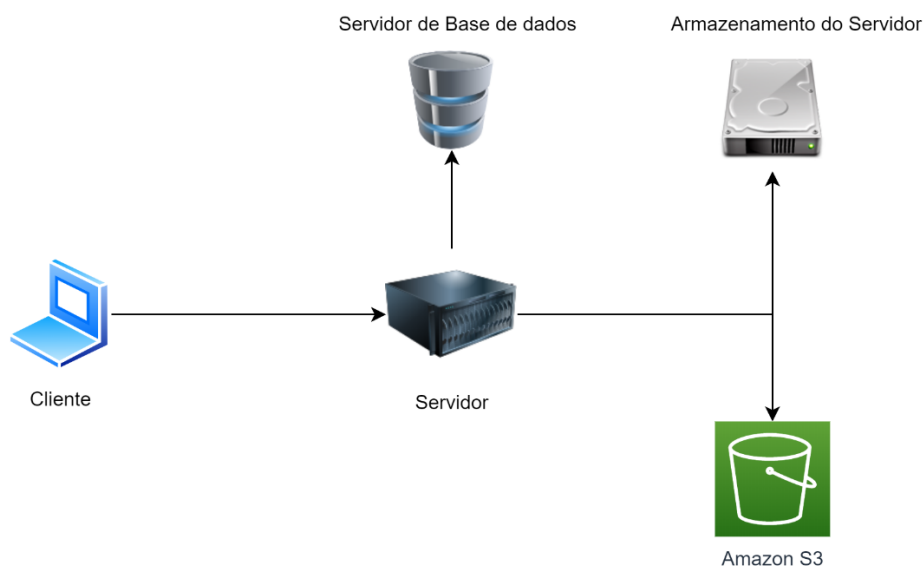 Servidor de Base de dados
Armazenamento do Servidor
Cliente
Servidor
Amazon S3